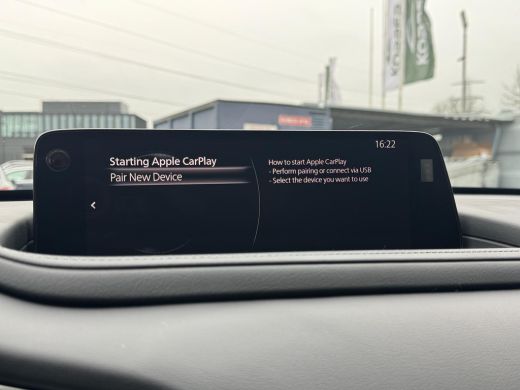 16:22
Starting Apple CarPlay
Pair New Device
How to start Apple CarPlay
- Perform pairing or connect via USB
- Select the device you want to use